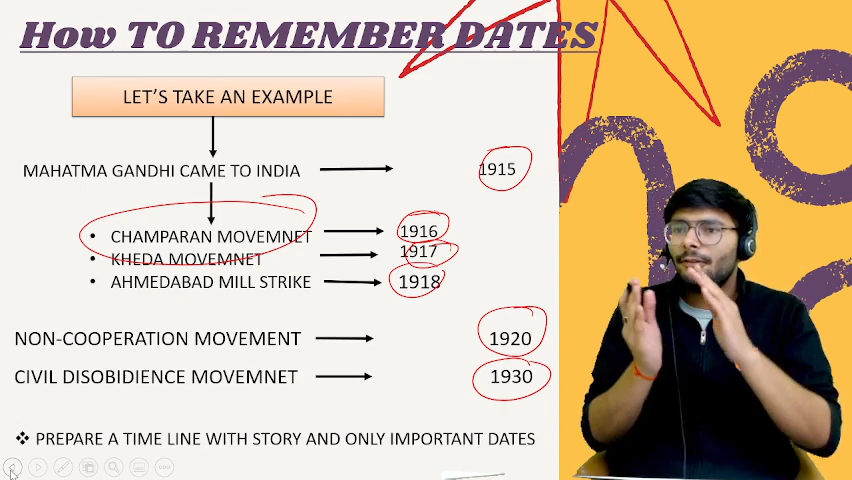 How TO REMEMBER DATES
LET'S TAKE AN EXAMPLE
MAHATMA GANDHI CAME TO INDIA 1915
• CHAMPARAN MOVEMNET 1916
• KHEDA MOVEMNET 1917
• AHMEDABAD MILL STRIKE 1918
NON-COOPERATION MOVEMENT 1920
CIVIL DISOBIDIENCE MOVEMNET 1930
❖ PREPARE A TIME LINE WITH STORY AND ONLY IMPORTANT DATES